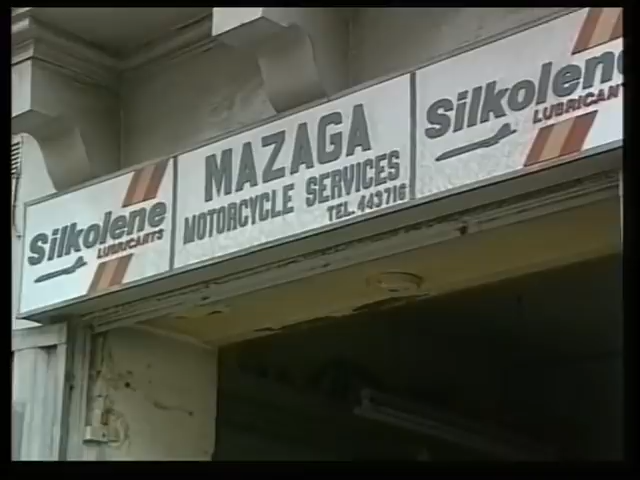 Silkolene
LUBRICANTS
MAZAGA
MOTORCYCLE SERVICES
TEL. 443716
Silkolene
LUBRICANTS